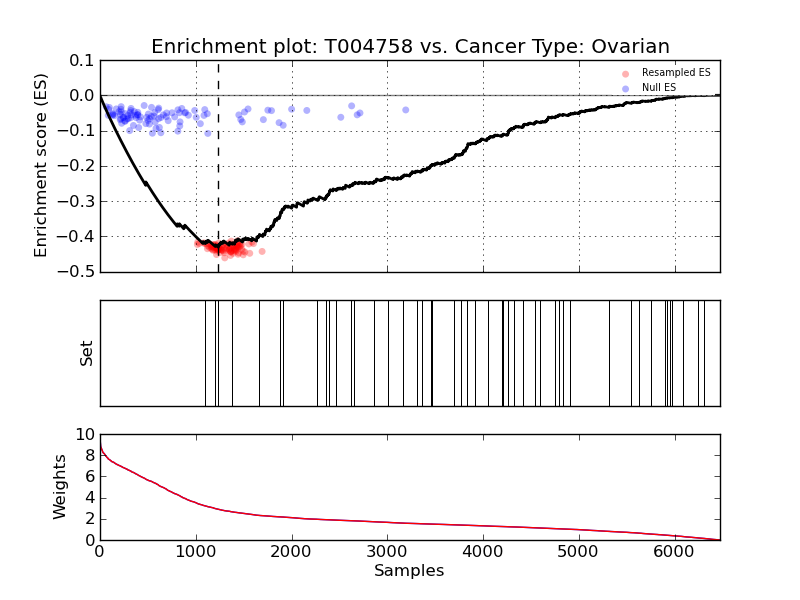 Enrichment plot: T004758 vs. Cancer Type: Ovarian
0.1
0.0
−0.1
−0.2
−0.3
−0.4
−0.5
Enrichment score (ES)
Resampled ES
Null ES
Set
10
8
6
4
2
0
Weights
0 1000 2000 3000 4000 5000 6000
Samples